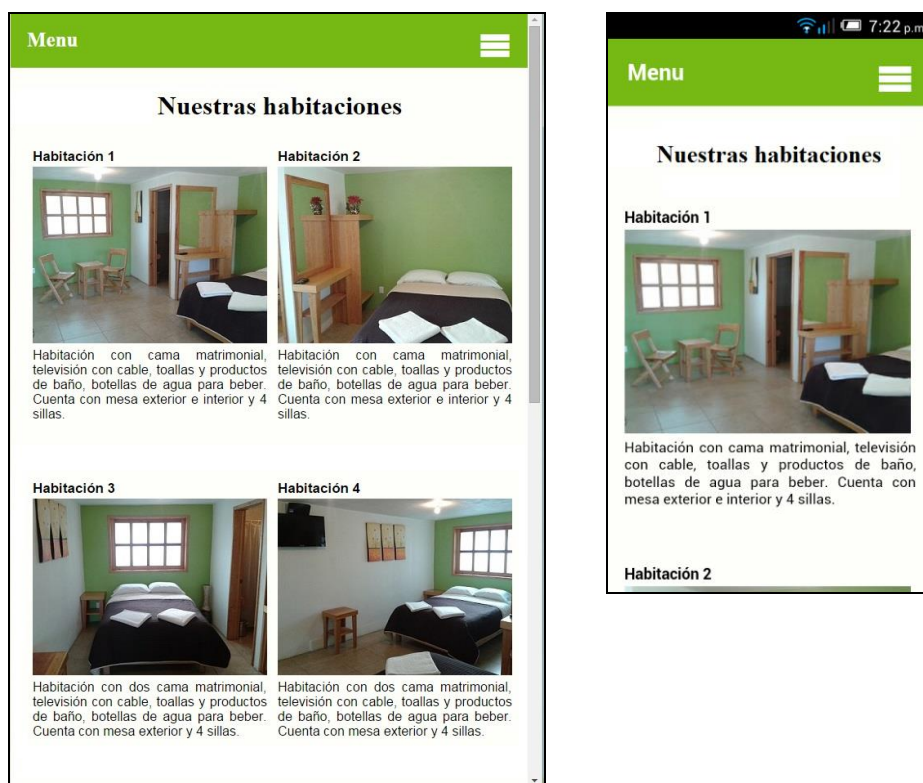 Menu
Nuestras habitaciones
Habitación 1
Habitación con cama matrimonial,
televisión con cable, toallas y productos
de baño, botellas de agua para beber.
Cuenta con mesa exterior e interior y 4
sillas.
Habitación 2
Habitación con cama matrimonial,
televisión con cable, toallas y productos
de baño, botellas de agua para beber.
Cuenta con mesa exterior e interior y 4
sillas.
Habitación 3
Habitación con dos cama matrimonial,
televisión con cable, toallas y productos
de baño, botellas de agua para beber.
Cuenta con mesa exterior y 4 sillas.
Habitación 4
Habitación con dos cama matrimonial,
televisión con cable, toallas y productos
de baño, botellas de agua para beber.
Cuenta con mesa exterior y 4 sillas.
7:22 p.m
Menu
Nuestras habitaciones
Habitación 1
Habitación con cama matrimonial, televisión
con cable, toallas y productos de baño,
botellas de agua para beber. Cuenta con
mesa exterior e interior y 4 sillas.
Habitación 2